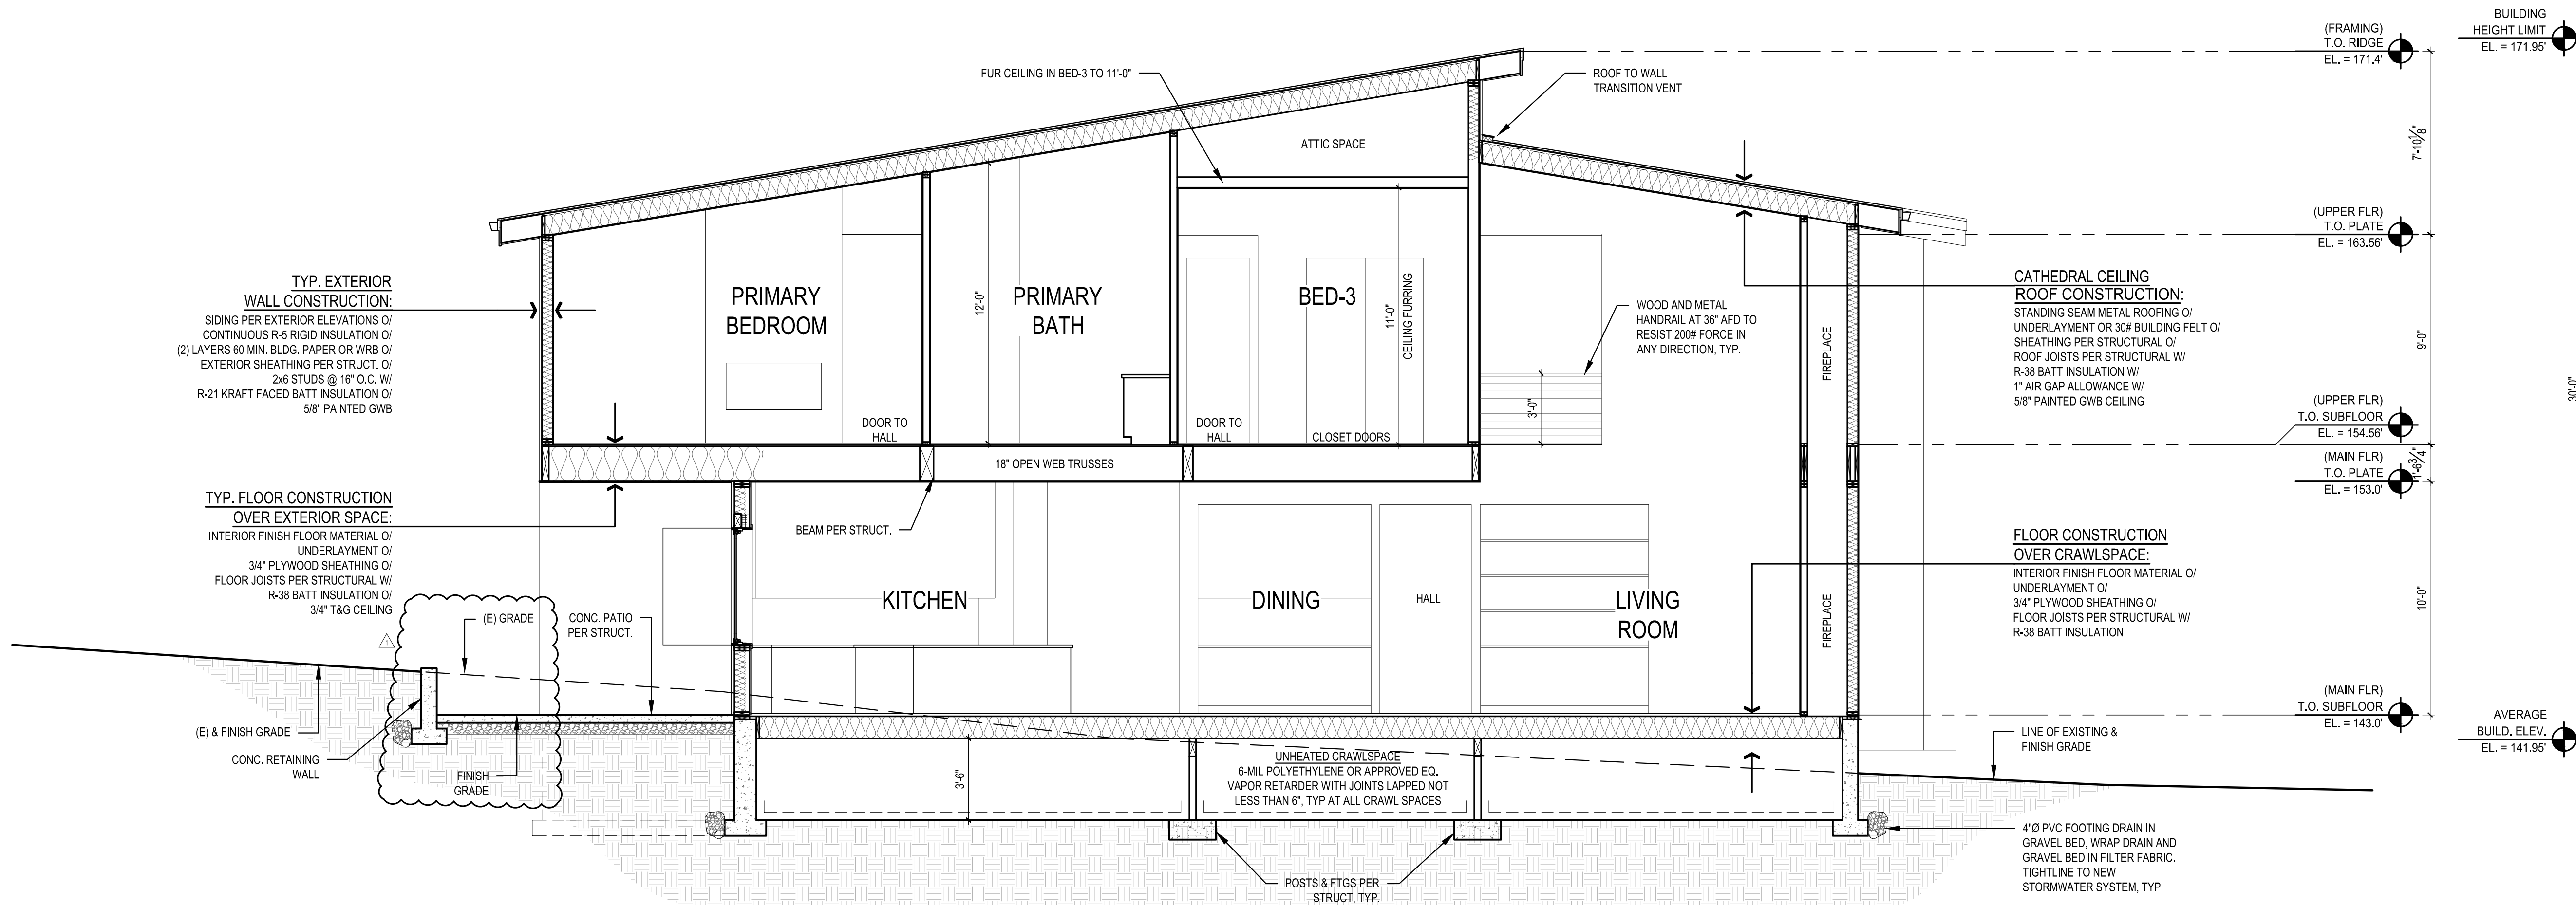 BUILDING
HEIGHT LIMIT
EL. = 171.95'
(FRAMING)
T.O. RIDGE
EL. = 171.4'
FUR CEILING IN BED-3 TO 11'-0"
ROOF TO WALL
TRANSITION VENT
ATTIC SPACE
7'-10 1/8"
(UPPER FLR)
T.O. PLATE
EL. = 163.56'
TYP. EXTERIOR
WALL CONSTRUCTION:
SIDING PER EXTERIOR ELEVATIONS O/
CONTINUOUS R-5 RIGID INSULATION O/
(2) LAYERS 60 MIN. BLDG. PAPER OR WRB O/
EXTERIOR SHEATHING PER STRUCT. O/
2x6 STUDS @ 16" O.C. W/
R-21 KRAFT FACED BATT INSULATION O/
5/8" PAINTED GWB
PRIMARY
BEDROOM
12'-0"
PRIMARY
BATH
BED-3
11'-0"
CEILING FURRING
WOOD AND METAL
HANDRAIL AT 36" AFD TO
RESIST 200# FORCE IN
ANY DIRECTION, TYP.
3'-0"
FIREPLACE
CATHEDRAL CEILING
ROOF CONSTRUCTION:
STANDING SEAM METAL ROOFING O/
UNDERLAYMENT OR 30# BUILDING FELT O/
SHEATHING PER STRUCTURAL O/
ROOF JOISTS PER STRUCTURAL W/
R-38 BATT INSULATION W/
1" AIR GAP ALLOWANCE W/
5/8" PAINTED GWB CEILING
9'-0"
30'-0"
DOOR TO
HALL
DOOR TO
HALL
CLOSET DOORS
(UPPER FLR)
T.O. SUBFLOOR
EL. = 154.56'
18" OPEN WEB TRUSSES
1'-6 3/4"
(MAIN FLR)
T.O. PLATE
EL. = 153.0'
TYP. FLOOR CONSTRUCTION
OVER EXTERIOR SPACE:
INTERIOR FINISH FLOOR MATERIAL O/
UNDERLAYMENT O/
3/4" PLYWOOD SHEATHING O/
FLOOR JOISTS PER STRUCTURAL W/
R-38 BATT INSULATION O/
3/4" T&G CEILING
BEAM PER STRUCT.
FLOOR CONSTRUCTION
OVER CRAWLSPACE:
INTERIOR FINISH FLOOR MATERIAL O/
UNDERLAYMENT O/
3/4" PLYWOOD SHEATHING O/
FLOOR JOISTS PER STRUCTURAL W/
R-38 BATT INSULATION
10'-0"
KITCHEN
DINING
HALL
LIVING
ROOM
FIREPLACE
1
(E) GRADE
CONC. PATIO
PER STRUCT.
(MAIN FLR)
T.O. SUBFLOOR
EL. = 143.0'
AVERAGE
BUILD. ELEV.
EL. = 141.95'
(E) & FINISH GRADE
CONC. RETAINING
WALL
FINISH
GRADE
3'-6"
UNHEATED CRAWLSPACE
6-MIL POLYETHYLENE OR APPROVED EQ.
VAPOR RETARDER WITH JOINTS LAPPED NOT
LESS THAN 6", TYP AT ALL CRAWL SPACES
LINE OF EXISTING &
FINISH GRADE
4"Ø PVC FOOTING DRAIN IN
GRAVEL BED, WRAP DRAIN AND
GRAVEL BED IN FILTER FABRIC.
TIGHTLINE TO NEW
STORMWATER SYSTEM, TYP.
POSTS & FTGS PER
STRUCT, TYP.